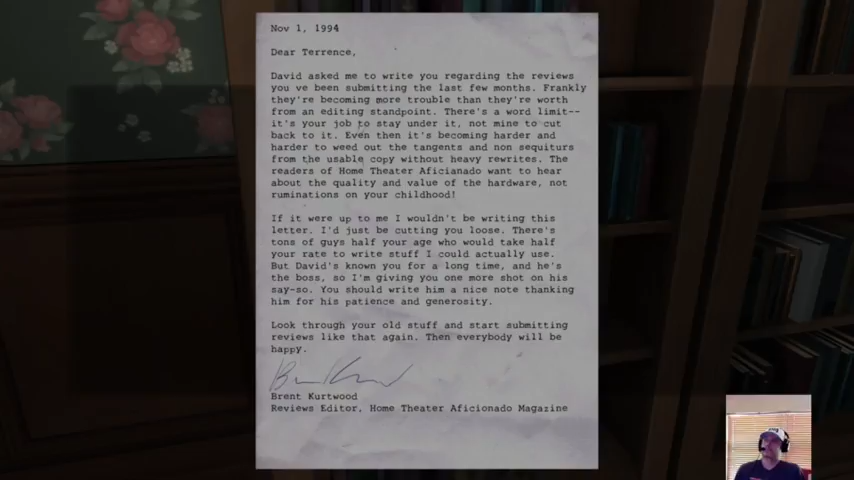 Nov 1, 1994
Dear Terrence,
David asked me to write you regarding the reviews
you ve been submitting the last few months. Frankly
they're becoming more trouble than they're worth
from an editing standpoint. There's a word limit--
it's your job to stay under it, not mine to cut
back to it. Even then it's becoming harder and
harder to weed out the tangents and non sequiturs
from the usable copy without heavy rewrites. The
readers of Home Theater Aficianado want to hear
about the quality and value of the hardware, not
ruminations on your childhood!
If it were up to me I wouldn't be writing this
letter. I'd just be cutting you loose. There's
tons of guys half your age who would take half
your rate to write stuff I could actually use.
But David's known you for a long time, and he's
the boss, so I'm giving you one more shot on his
say-so. You should write him a nice note thanking
him for his patience and generosity.
Look through your old stuff and start submitting
reviews like that again. Then everybody will be
happy.
Brent Kurtwood
Reviews Editor, Home Theater Aficionado Magazine